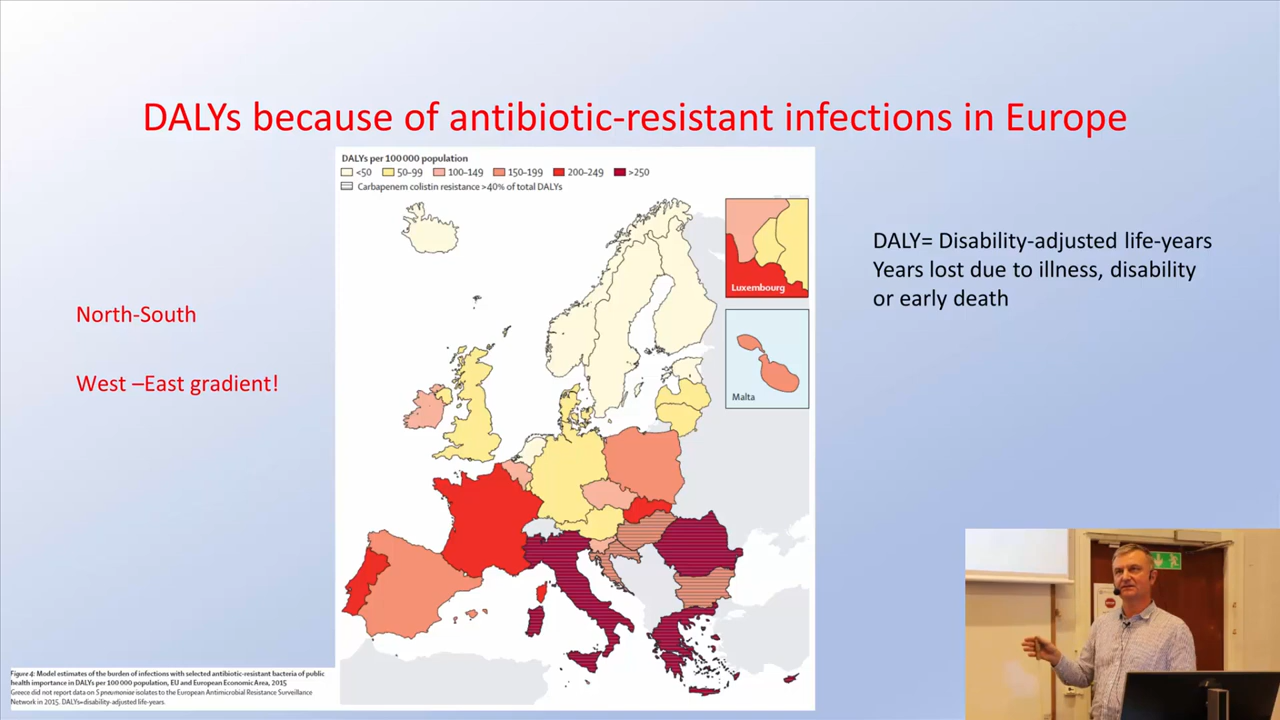 DALYs because of antibiotic-resistant infections in Europe
DALYs per 100 000 population
<50 50–99 100–149 150–199 200–249 >250
Carbapenem colistin resistance >40% of total DALYs
Luxembourg
Malta
DALY= Disability-adjusted life-years
Years lost due to illness, disability
or early death
North-South
West –East gradient!
Figure 4: Model estimates of the burden of infections with selected antibiotic-resistant bacteria of public
health importance in DALYs per 100 000 population, EU and European Economic Area, 2015
Greece did not report data on S pneumoniae isolates to the European Antimicrobial Resistance Surveillance
Network in 2015. DALYs=disability-adjusted life-years.